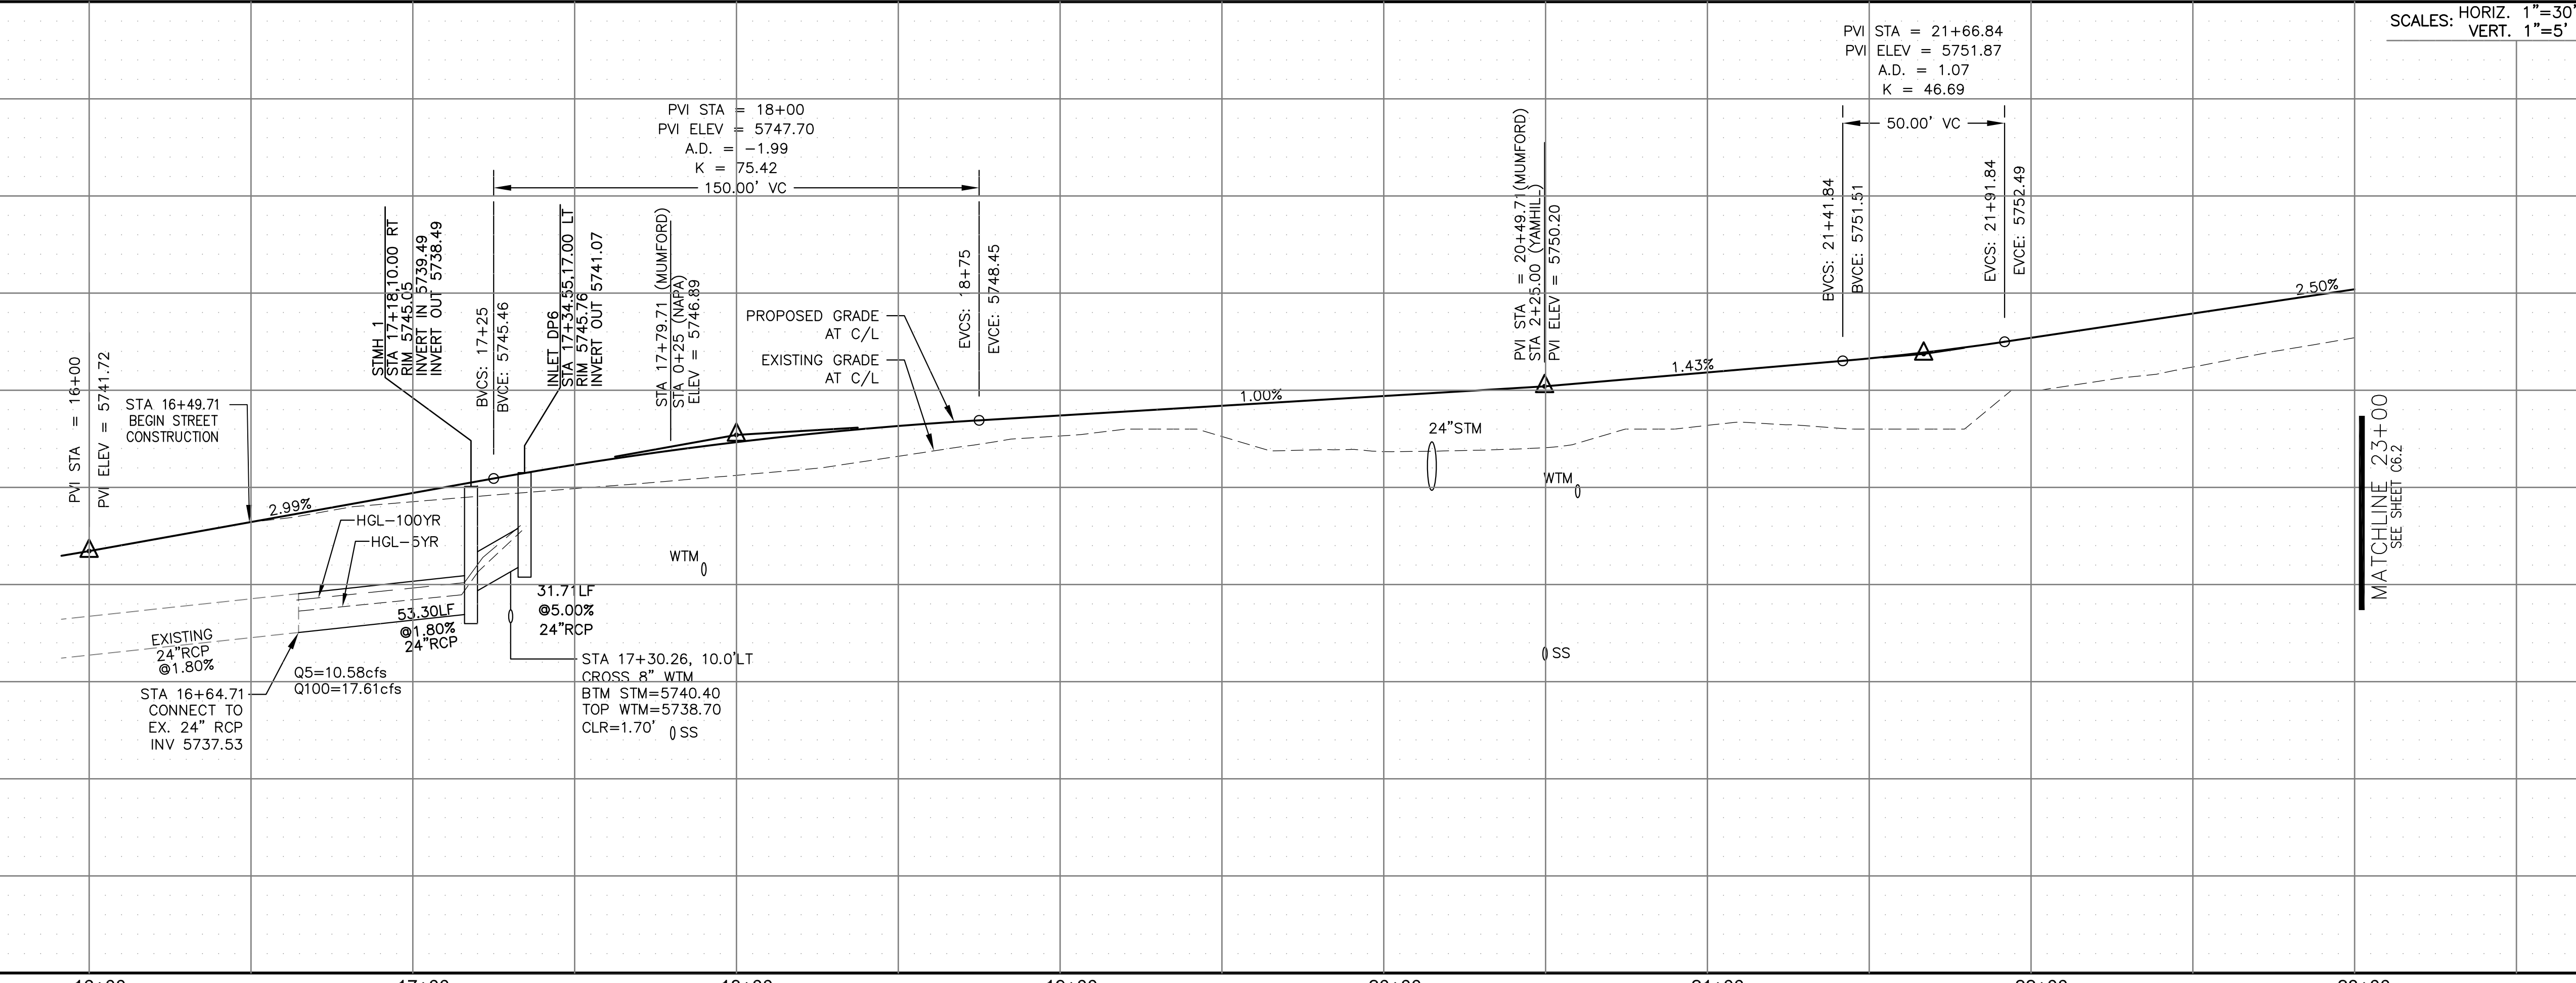 SCALES: HORIZ. 1"=30'
VERT. 1"=5'
PVI STA = 21+66.84
PVI ELEV = 5751.87
A.D. = 1.07
K = 46.69
50.00' VC
PVI STA = 18+00
PVI ELEV = 5747.70
A.D. = -1.99
K = 75.42
150.00' VC
PVI STA = 16+00
PVI ELEV = 5741.72
STA 16+49.71
BEGIN STREET
CONSTRUCTION
2.99%
STMH 1
STA 17+18,10.00 RT
RIM 5745.05
INVERT IN 5739.49
INVERT OUT 5738.49
BVCS: 17+25
BVCE: 5745.46
INLET DP6
STA 17+34.55,17.00 LT
RIM 5745.76
INVERT OUT 5741.07
STA 17+79.71 (MUMFORD)
STA 0+25 (NAPA)
ELEV = 5746.89
PROPOSED GRADE
AT C/L
EXISTING GRADE
AT C/L
EVCS: 18+75
EVCE: 5748.45
1.00%
PVI STA = 20+49.71(MUMFORD)
STA 2+25.00 (YAMHIL)
PVI ELEV = 5750.20
1.43%
BVCS: 21+41.84
BVCE: 5751.51
EVCS: 21+91.84
EVCE: 5752.49
2.50%
MATCHLINE 23+00
SEE SHEET C6.2
HGL-100YR
HGL-5YR
24"STM
WTM
WTM
SS
53.30LF
@1.80%
24"RCP
31.71LF
@5.00%
24"RCP
EXISTING
24"RCP
@1.80%
Q5=10.58cfs
Q100=17.61cfs
STA 16+64.71
CONNECT TO
EX. 24" RCP
INV 5737.53
STA 17+30.26, 10.0'LT
CROSS 8" WTM
BTM STM=5740.40
TOP WTM=5738.70
CLR=1.70'
SS